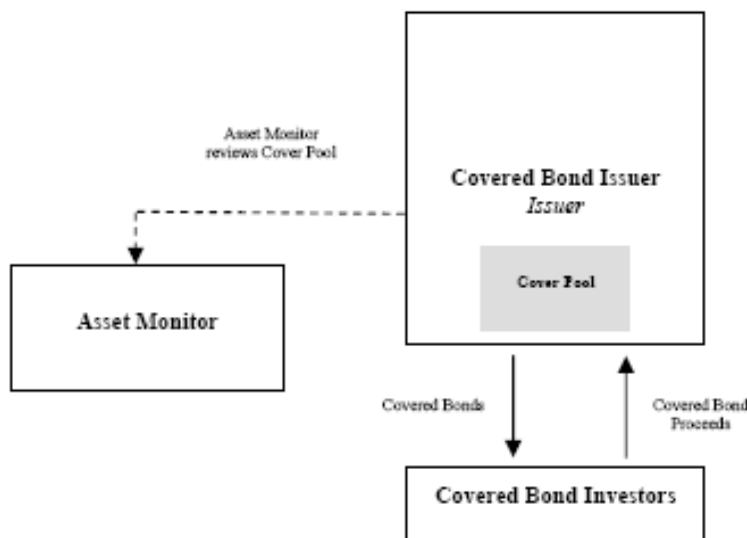 Asset Monitor
reviews Cover Pool
Covered Bond Issuer
Issuer
Cover Pool
Asset Monitor
Covered Bonds
Covered Bond
Proceeds
Covered Bond Investors